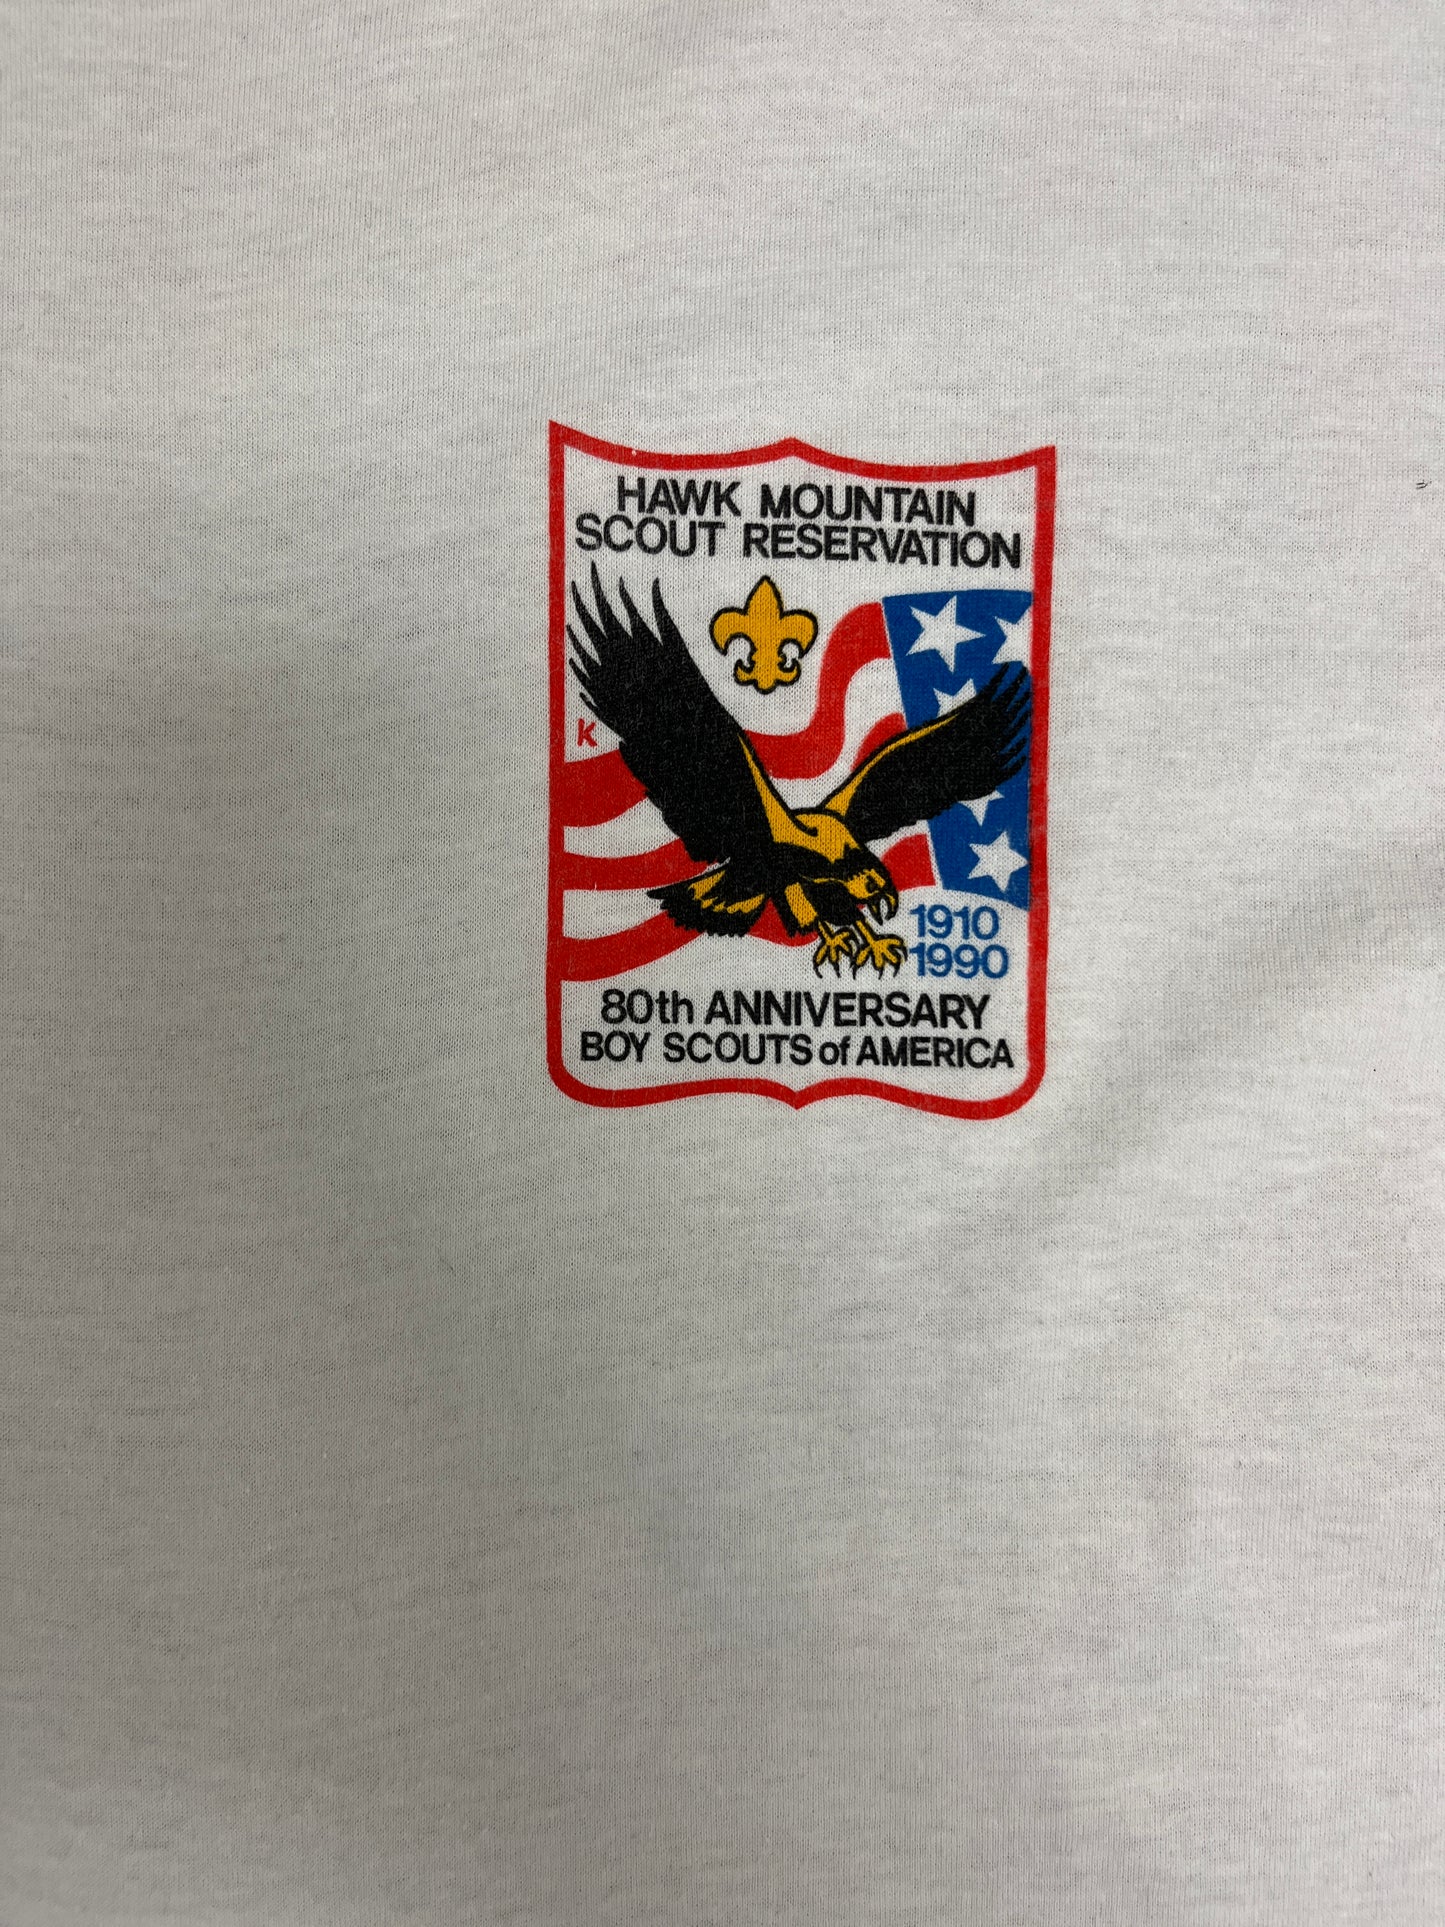 HAWK MOUNTAIN
SCOUT RESERVATION
K
1910
1990
80th ANNIVERSARY
BOY SCOUTS of AMERICA